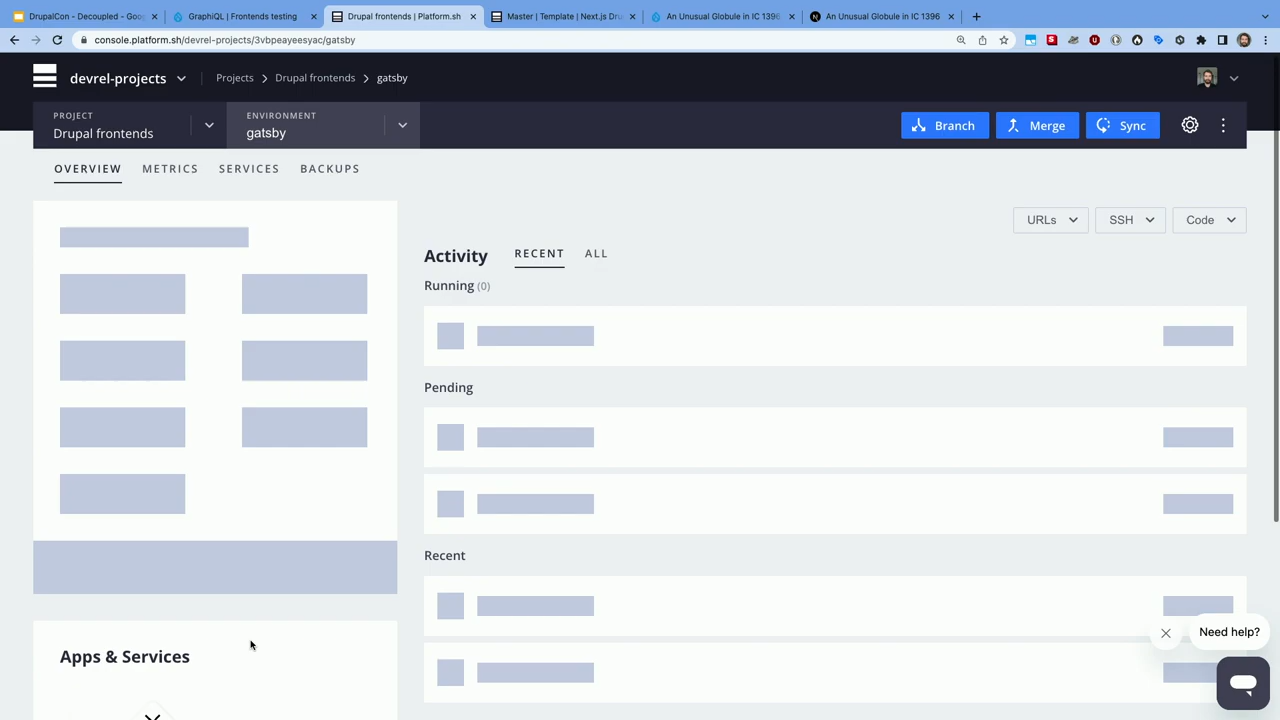 DrupalCon - Decoupled - Goo
GraphiQL | Frontends testing
Drupal frontends | Platform.sh
Master | Template | Next.js Dru
An Unusual Globule in IC 1396
An Unusual Globule in IC 1396
console.platform.sh/devrel-projects/3vbpeayeesyac/gatsby
devrel-projects
Projects
Drupal frontends
gatsby
PROJECT
Drupal frontends
ENVIRONMENT
gatsby
Branch
Merge
Sync
OVERVIEW
METRICS
SERVICES
BACKUPS
URLs
SSH
Code
Activity
RECENT
ALL
Running (0)
Pending
Recent
Need help?
Apps & Services